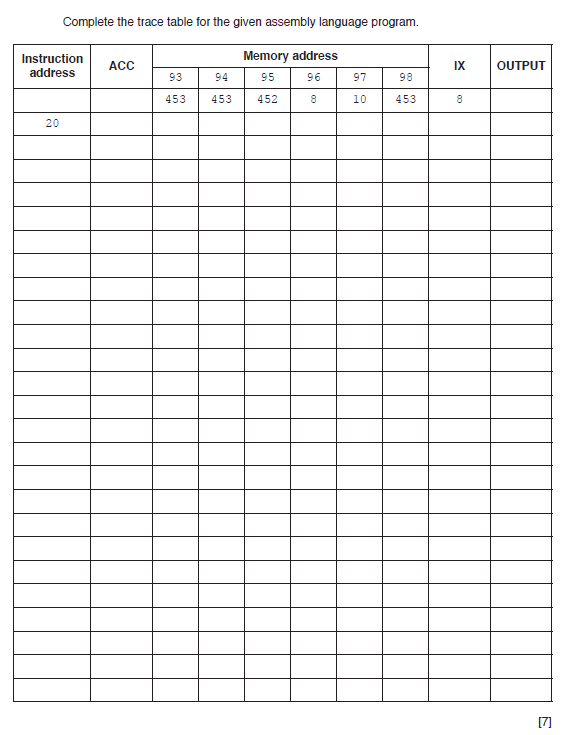 Complete the trace table for the given assembly language program.
Instruction address ACC Memory address IX OUTPUT
93 94 95 96 97 98
453 453 452 8 10 453 8
20
[7]